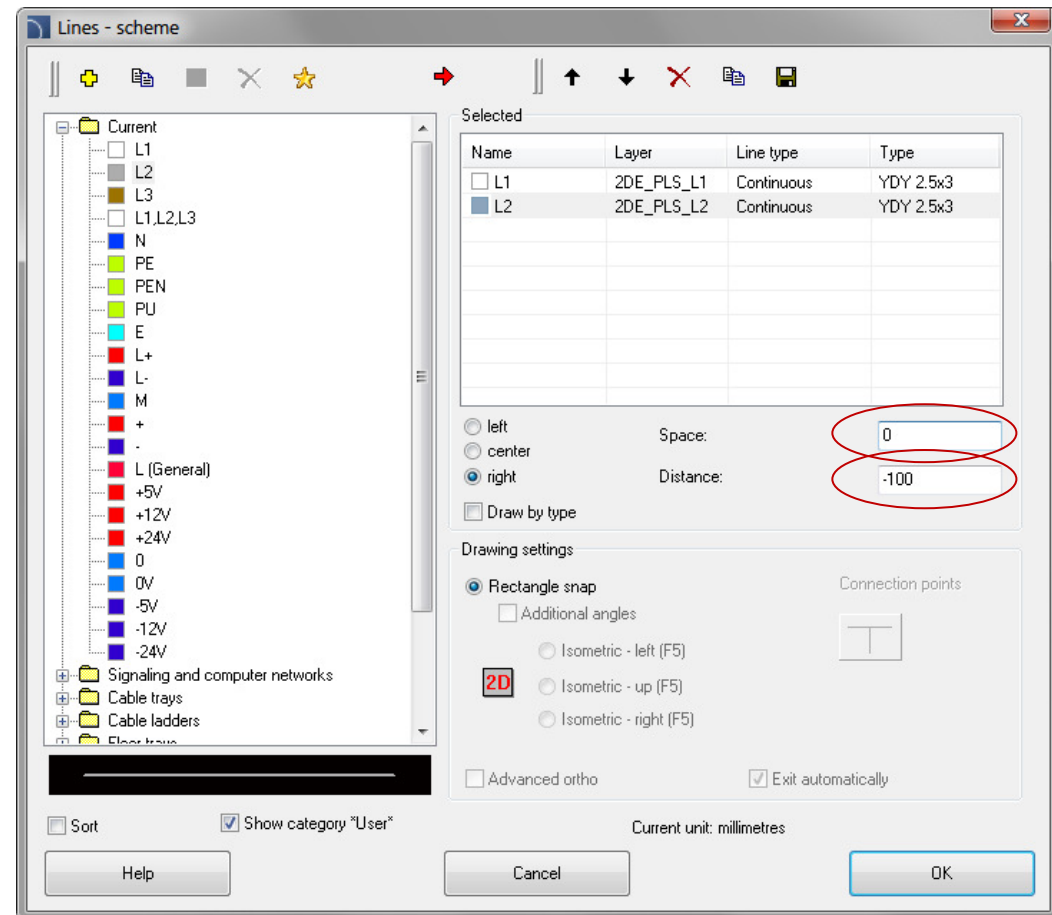 Lines - scheme
Current
L1
L2
L3
L1,L2,L3
N
PE
PEN
PU
E
L+
L-
M
+
-
L (General)
+5V
+12V
+24V
0
0V
-5V
-12V
-24V
Signaling and computer networks
Cable trays
Cable ladders
Selected
Name Layer Line type Type
L1 2DE_PLS_L1 Continuous YDY 2.5x3
L2 2DE_PLS_L2 Continuous YDY 2.5x3
left
center
right
Space: 0
Distance: -100
Draw by type
Drawing settings
Rectangle snap
Additional angles
Isometric - left (F5)
2D
Isometric - up (F5)
Isometric - right (F5)
Connection points
Advanced ortho
Exit automatically
Sort
Show category "User"
Current unit: millimetres
Help
Cancel
OK